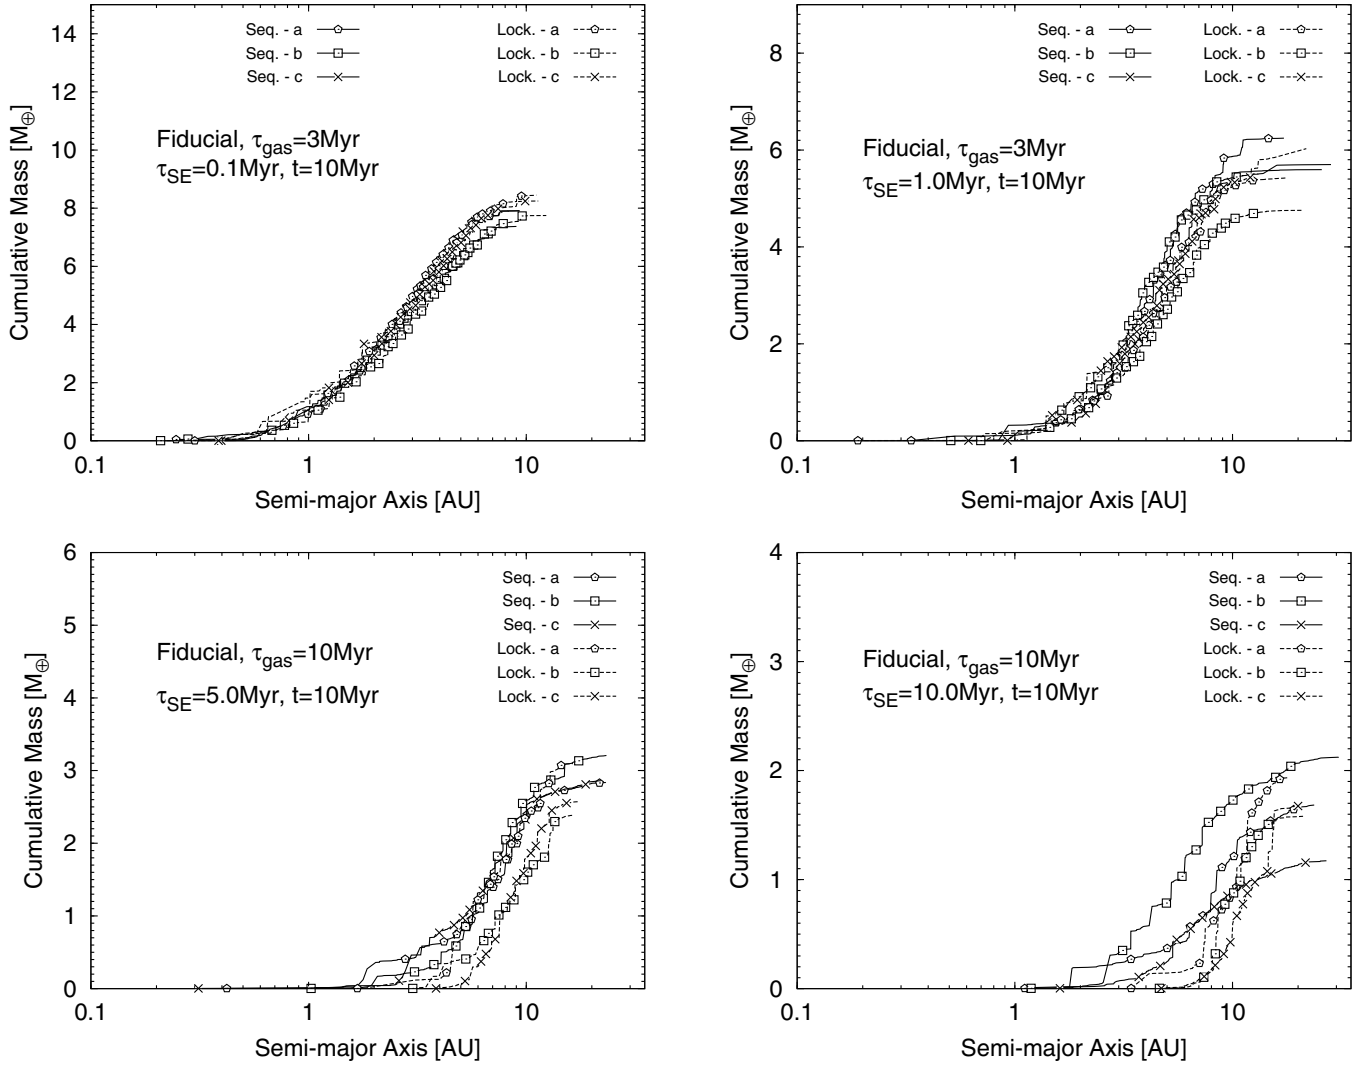 Seq. - a
Seq. - b
Seq. - c
Lock. - a
Lock. - b
Lock. - c
Fiducial, τgas=3Myr
τSE=0.1Myr, t=10Myr
Cumulative Mass [M⊕]
14
12
10
8
6
4
2
0
0.1
1
10
Semi-major Axis [AU]
Seq. - a
Seq. - b
Seq. - c
Lock. - a
Lock. - b
Lock. - c
Fiducial, τgas=3Myr
τSE=1.0Myr, t=10Myr
Cumulative Mass [M⊕]
8
6
4
2
0
0.1
1
10
Semi-major Axis [AU]
Seq. - a
Seq. - b
Seq. - c
Lock. - a
Lock. - b
Lock. - c
Fiducial, τgas=10Myr
τSE=5.0Myr, t=10Myr
Cumulative Mass [M⊕]
6
5
4
3
2
1
0
0.1
1
10
Semi-major Axis [AU]
Seq. - a
Seq. - b
Seq. - c
Lock. - a
Lock. - b
Lock. - c
Fiducial, τgas=10Myr
τSE=10.0Myr, t=10Myr
Cumulative Mass [M⊕]
4
3
2
1
0
0.1
1
10
Semi-major Axis [AU]